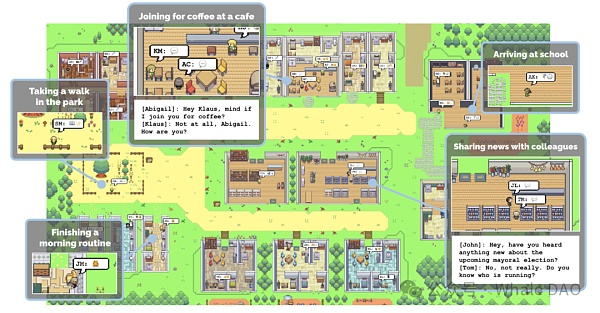 Joining for coffee at a cafe
KM:
AC:
[Abigail]: Hey Klaus, mind if
I join you for coffee?
[Klaus]: Not at all, Abigail.
How are you?
Taking a walk
in the park
Arriving at school
AK:
Sharing news with colleagues
JL:
TM:
[John]: Hey, have you heard
anything new about the
upcoming mayoral election?
[Tom]: No, not really. Do you
know who is running?
Finishing a
morning routine
JM:
Whale DAO